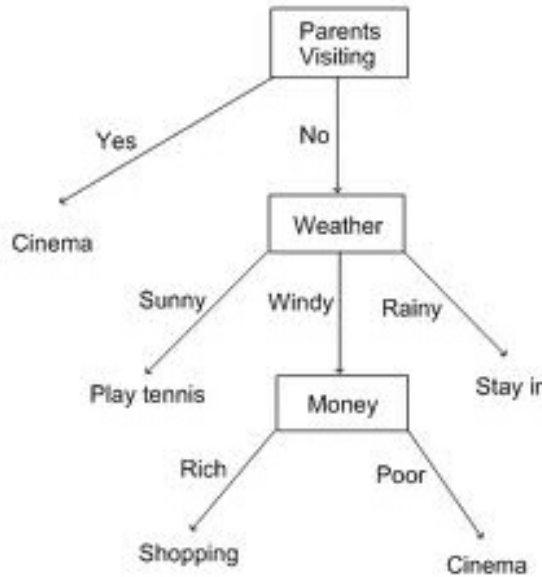 Parents
Visiting
Yes
No
Cinema
Weather
Sunny
Windy
Rainy
Play tennis
Money
Stay in
Rich
Poor
Shopping
Cinema